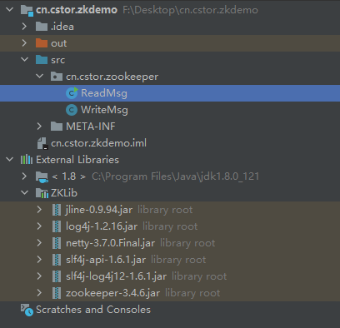 cn.cstor.zkdemo F:\Desktop\cn.cstor.zkdemo
.idea
out
src
cn.cstor.zookeeper
ReadMsg
WriteMsg
META-INF
cn.cstor.zkdemo.iml
External Libraries
< 1.8 > C:\Program Files\Java\jdk1.8.0_121
ZKLib
jline-0.9.94.jar library root
log4j-1.2.16.jar library root
netty-3.7.0.Final.jar library root
slf4j-api-1.6.1.jar library root
slf4j-log4j12-1.6.1.jar library root
zookeeper-3.4.6.jar library root
Scratches and Consoles